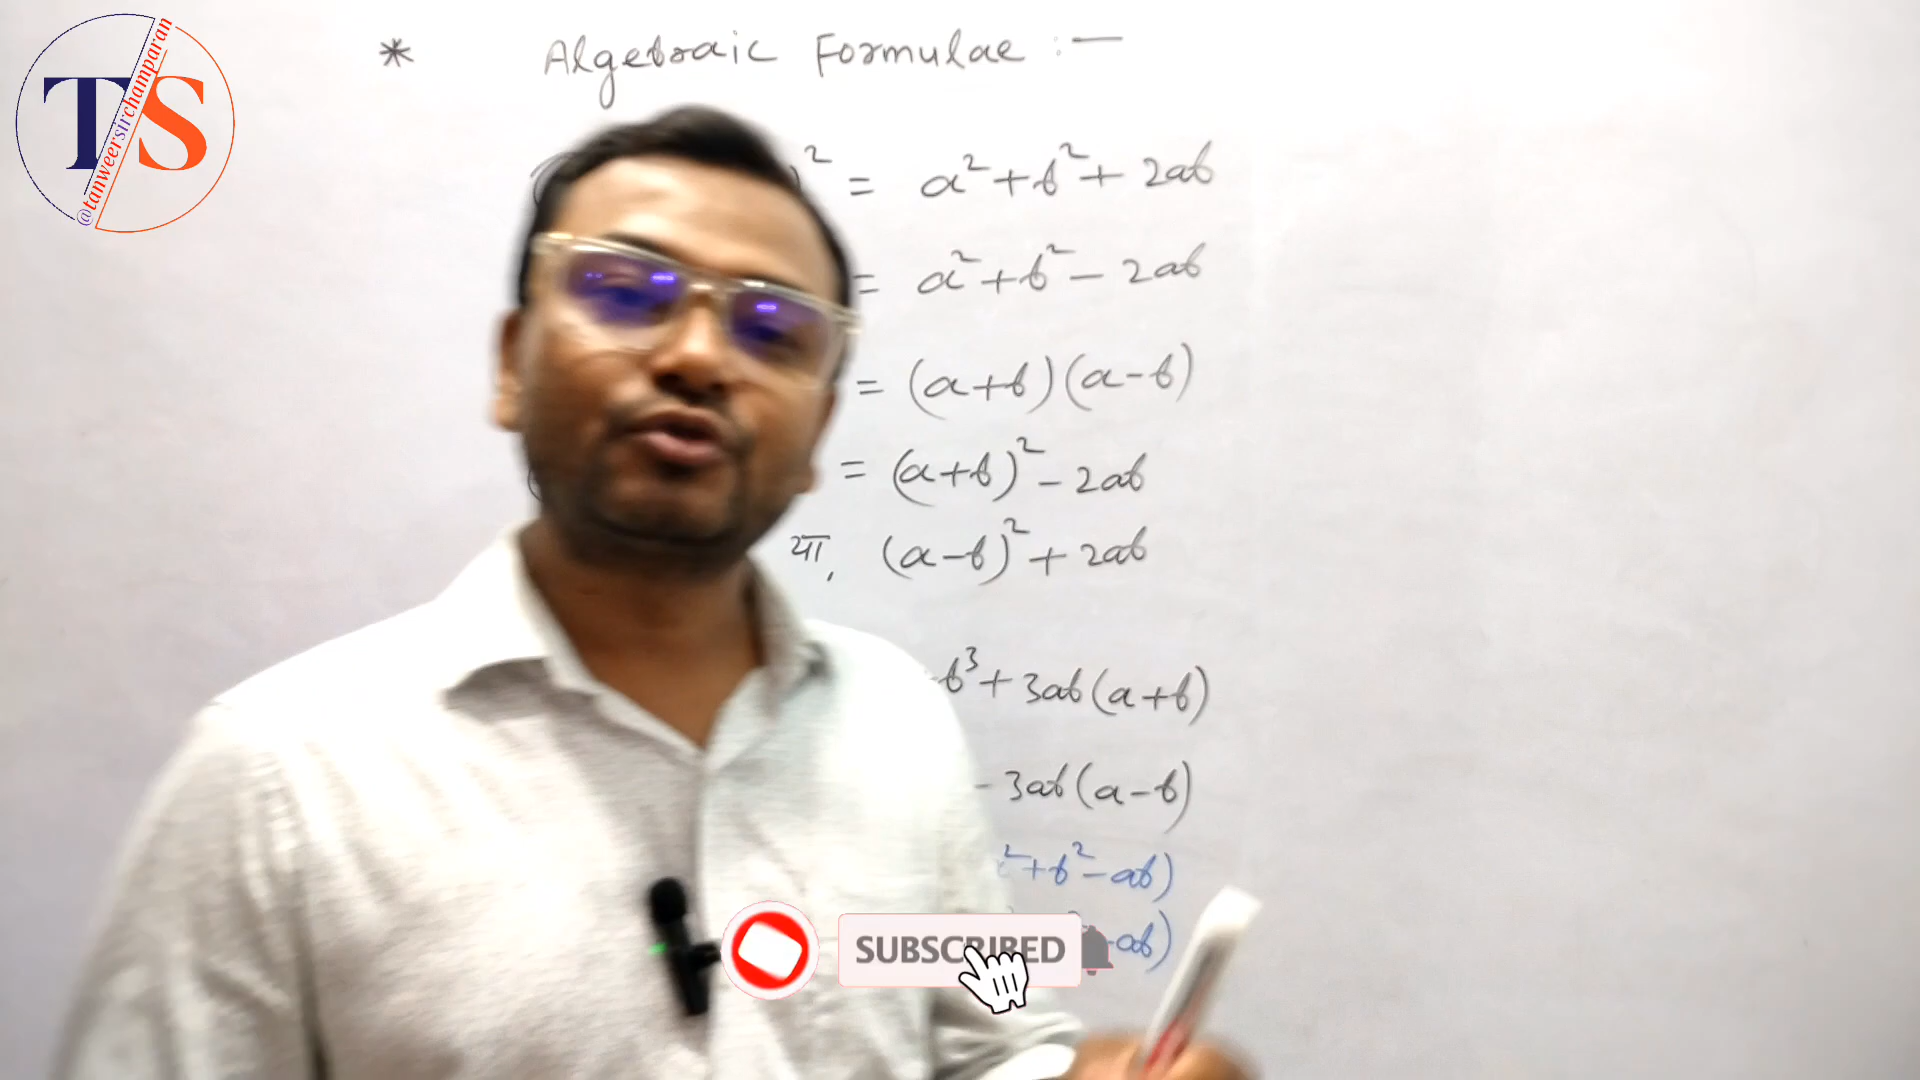 TS
@tanweersirchamparan
* Algebraic Formulae :-
)² = a² + b² + 2ab
= a² + b² - 2ab
= (a+b)(a-b)
= (a+b)² - 2ab
या, (a-b)² + 2ab
b³ + 3ab(a+b)
- 3ab(a-b)
² + b² - ab)
-ab)
SUBSCRIBED